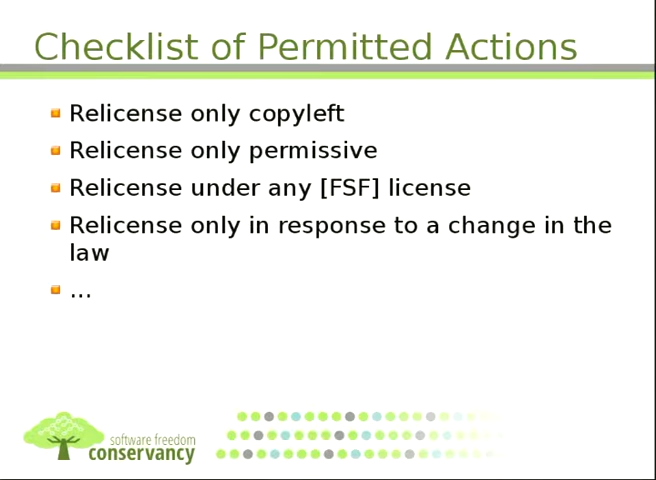 Checklist of Permitted Actions
Relicense only copyleft
Relicense only permissive
Relicense under any [FSF] license
Relicense only in response to a change in the
law
...
software freedom
conservancy